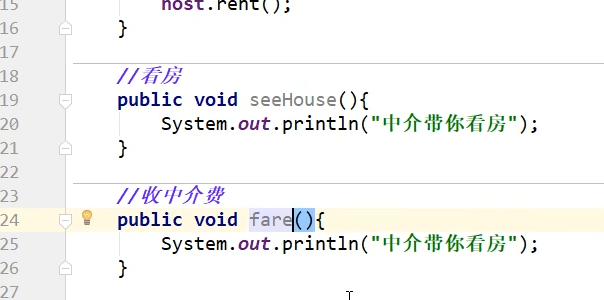 15 host.rent();
16 }
17
18 //看房
19 public void seeHouse(){
20 System.out.println("中介带你看房");
21 }
22
23 //收中介费
24 public void fare(){
25 System.out.println("中介带你看房");
26 }
27